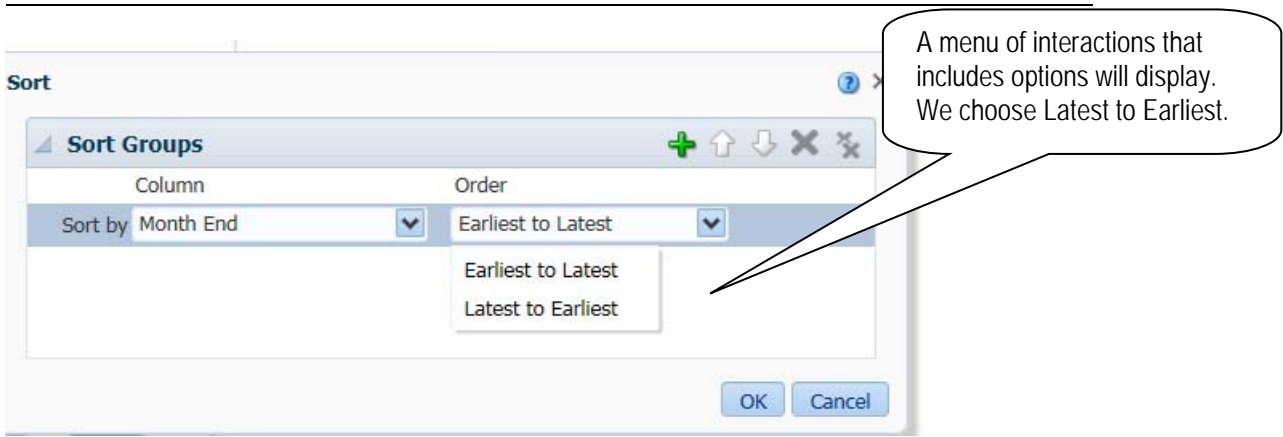 A menu of interactions that
includes options will display.
We choose Latest to Earliest.
Sort
Sort Groups
Column Order
Sort by Month End Earliest to Latest
Earliest to Latest
Latest to Earliest
OK Cancel